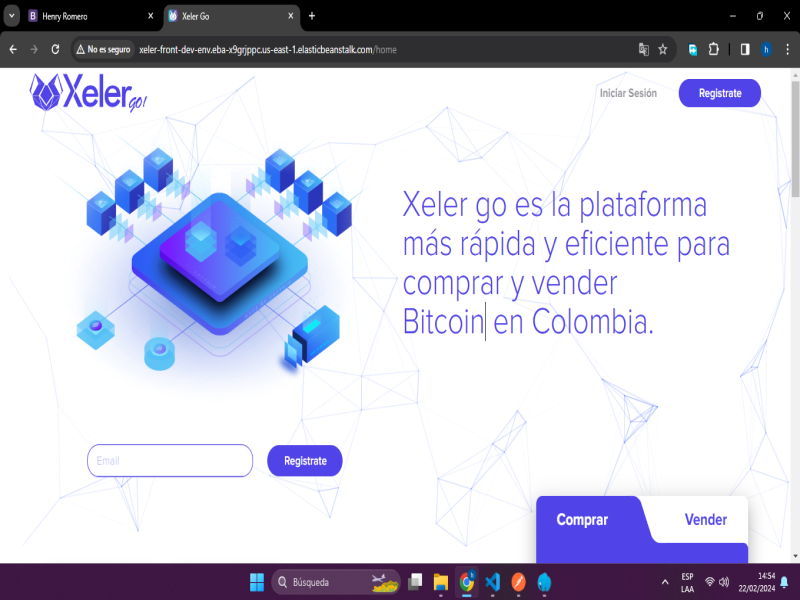 Henry Romero
Xeler Go
No es seguro
xeler-front-dev-env.eba-x9grjppc.us-east-1.elasticbeanstalk.com/home
Xeler go!
Iniciar Sesión
Registrate
Xeler go es la plataforma
más rápida y eficiente para
comprar y vender
Bitcoin en Colombia.
Email
Registrate
Comprar
Vender
Búsqueda
ESP
LAA
14:54
22/02/2024